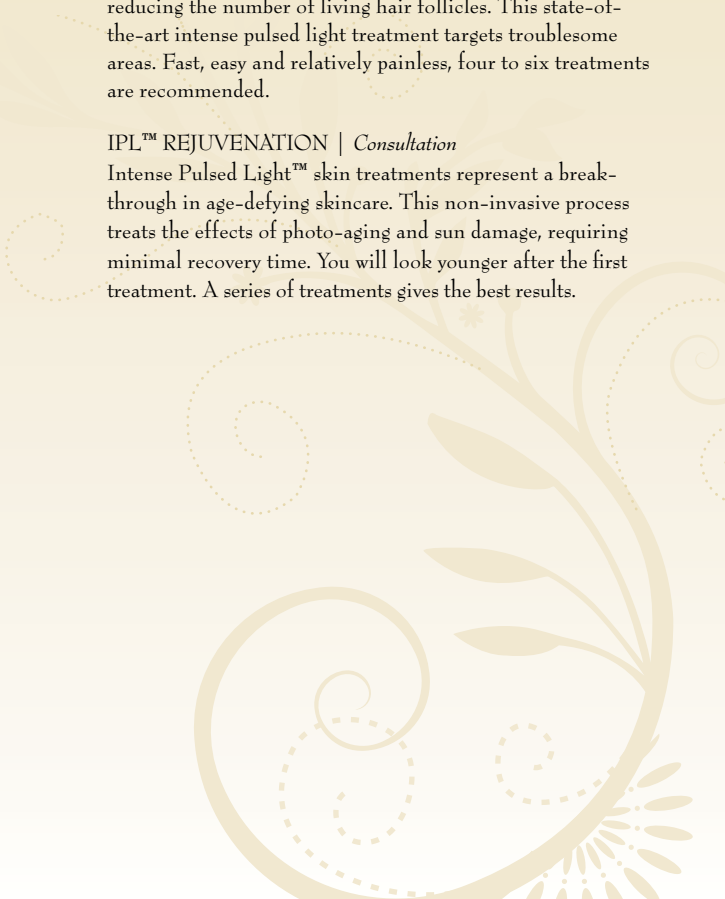 reducing the number of living hair follicles. This state-of-
the-art intense pulsed light treatment targets troublesome
areas. Fast, easy and relatively painless, four to six treatments
are recommended.
IPL™ REJUVENATION | Consultation
Intense Pulsed Light™ skin treatments represent a break-
through in age-defying skincare. This non-invasive process
treats the effects of photo-aging and sun damage, requiring
minimal recovery time. You will look younger after the first
treatment. A series of treatments gives the best results.